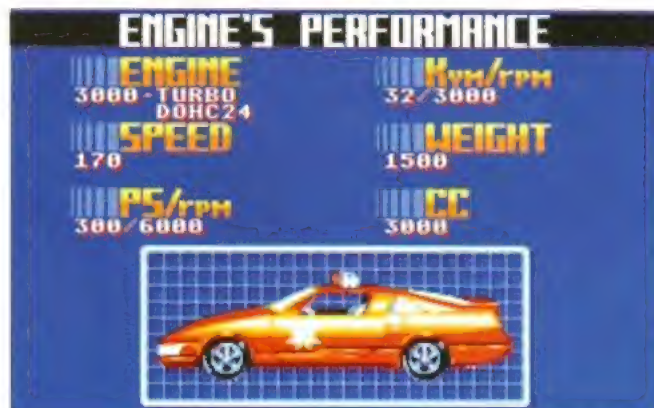 ENGINE'S PERFORMANCE
ENGINE
3000-TURBO
DOHC24
SPEED
170
PS/rpm
300/6000
Kgm/rpm
32/3000
WEIGHT
1500
CC
3000